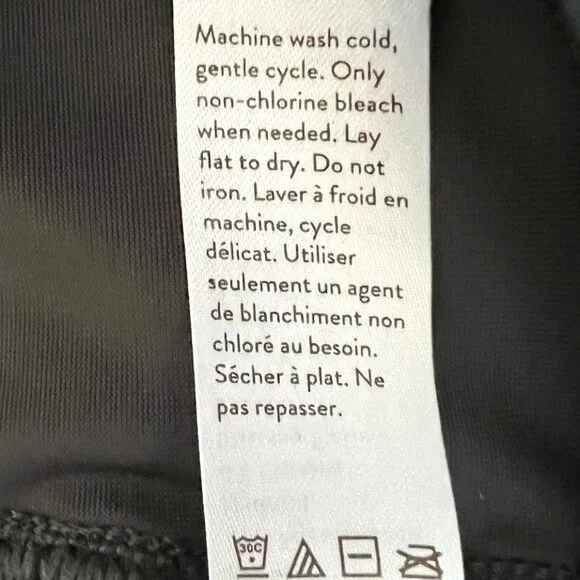 Machine wash cold,
gentle cycle. Only
non-chlorine bleach
when needed. Lay
flat to dry. Do not
iron. Laver à froid en
machine, cycle
délicat. Utiliser
seulement un agent
de blanchiment non
chloré au besoin.
Sécher à plat. Ne
pas repasser.
30C